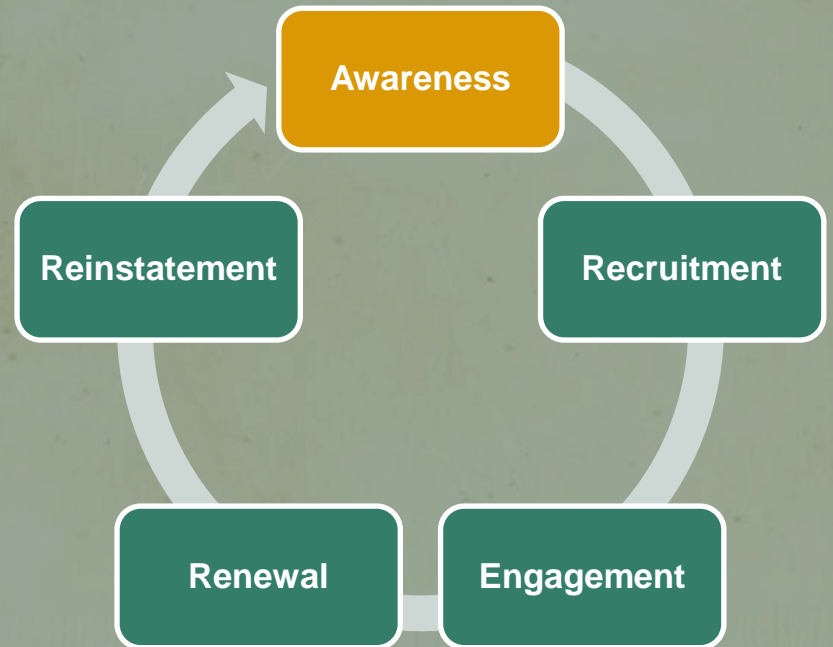 Awareness
Recruitment
Engagement
Renewal
Reinstatement